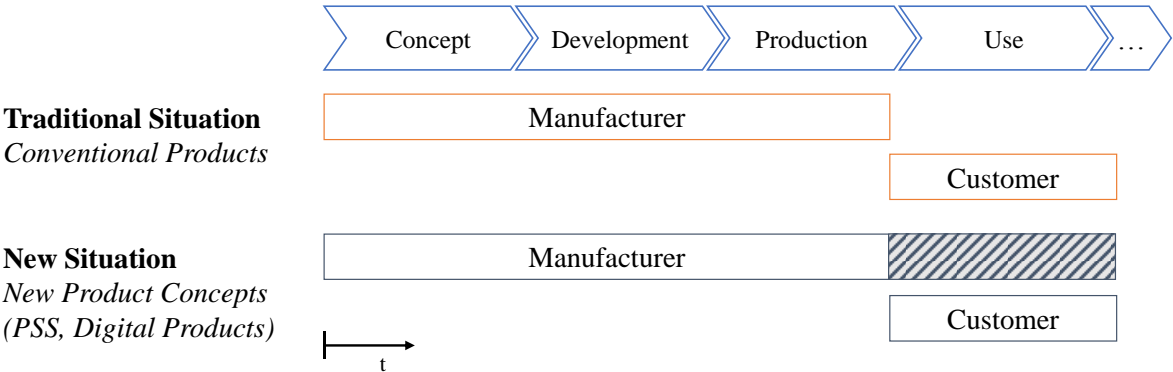 Concept Development Production Use …
Traditional Situation
Manufacturer
Conventional Products
Customer
New Situation
Manufacturer
New Product Concepts
(PSS, Digital Products)
Customer
t